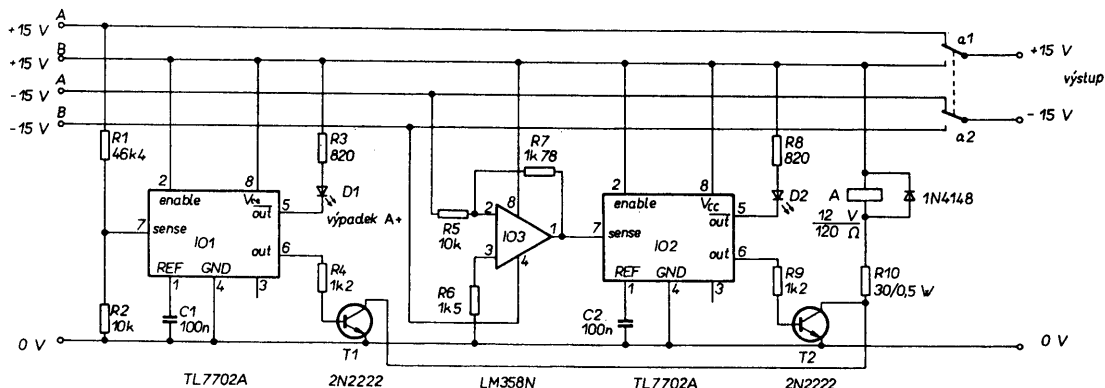 A
+15 V
B
+15 V
A
-15 V
B
-15 V
a1
+15 V
výstup
-15 V
a2
R1
46k4
R3
820
R7
1k78
R8
820
2
enable
8
Vcc
5
out
D1
výpadek A+
7
sense
IO1
out
6
REF
GND
1
4
3
R2
10k
C1
100n
R4
1k2
T1
R5
10k
2
8
IO3
1
3
4
R6
1k5
2
enable
8
VCC
5
out
D2
7
sense
IO2
out
6
REF
GND
1
4
3
C2
100n
R9
1k2
T2
A
12 V
120 Ω
1N4148
R10
30/0,5 W
0 V
0 V
TL7702A
2N2222
LM358N
TL7702A
2N2222